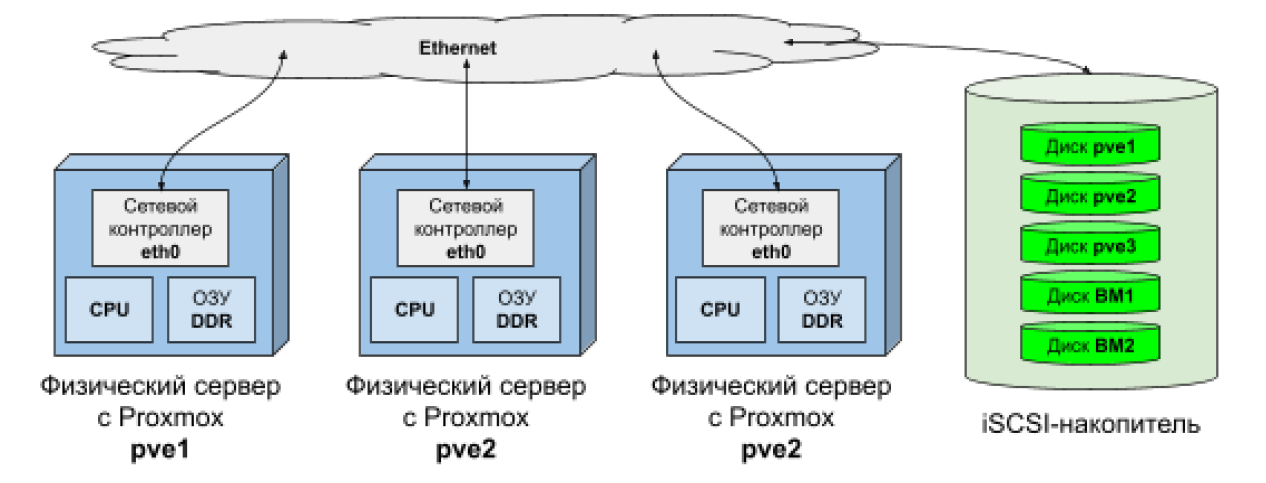 Ethernet
Сетевой
контроллер
eth0
CPU
ОЗУ
DDR
Физический сервер
с Proxmox
pve1
Сетевой
контроллер
eth0
CPU
ОЗУ
DDR
Физический сервер
с Proxmox
pve2
Сетевой
контроллер
eth0
CPU
ОЗУ
DDR
Физический сервер
с Proxmox
pve2
Диск pve1
Диск pve2
Диск pve3
Диск ВМ1
Диск ВМ2
iSCSI-накопитель